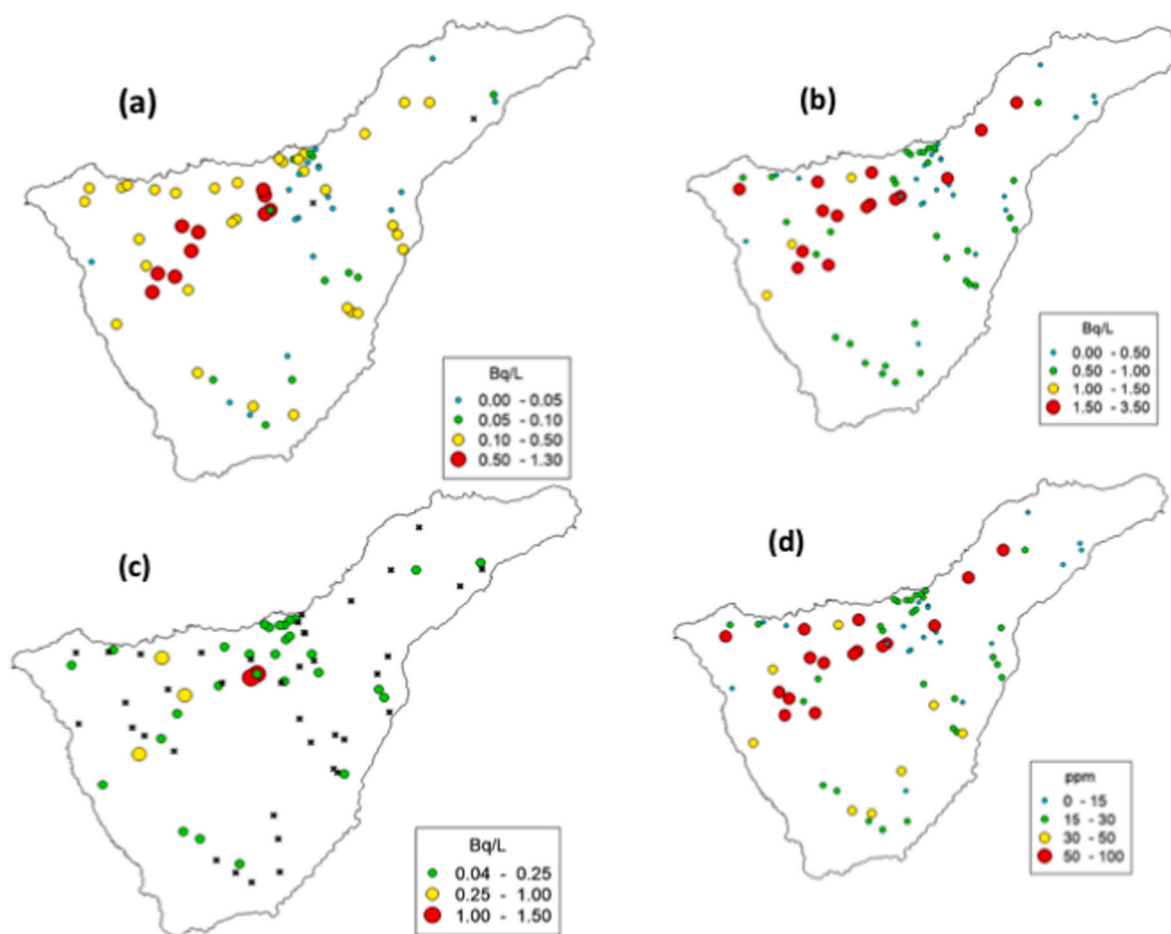 (a)
Bq/L
0.00 - 0.05
0.05 - 0.10
0.10 - 0.50
0.50 - 1.30
(b)
Bq/L
0.00 - 0.50
0.50 - 1.00
1.00 - 1.50
1.50 - 3.50
(c)
Bq/L
0.04 - 0.25
0.25 - 1.00
1.00 - 1.50
(d)
ppm
0 - 15
15 - 30
30 - 50
50 - 100